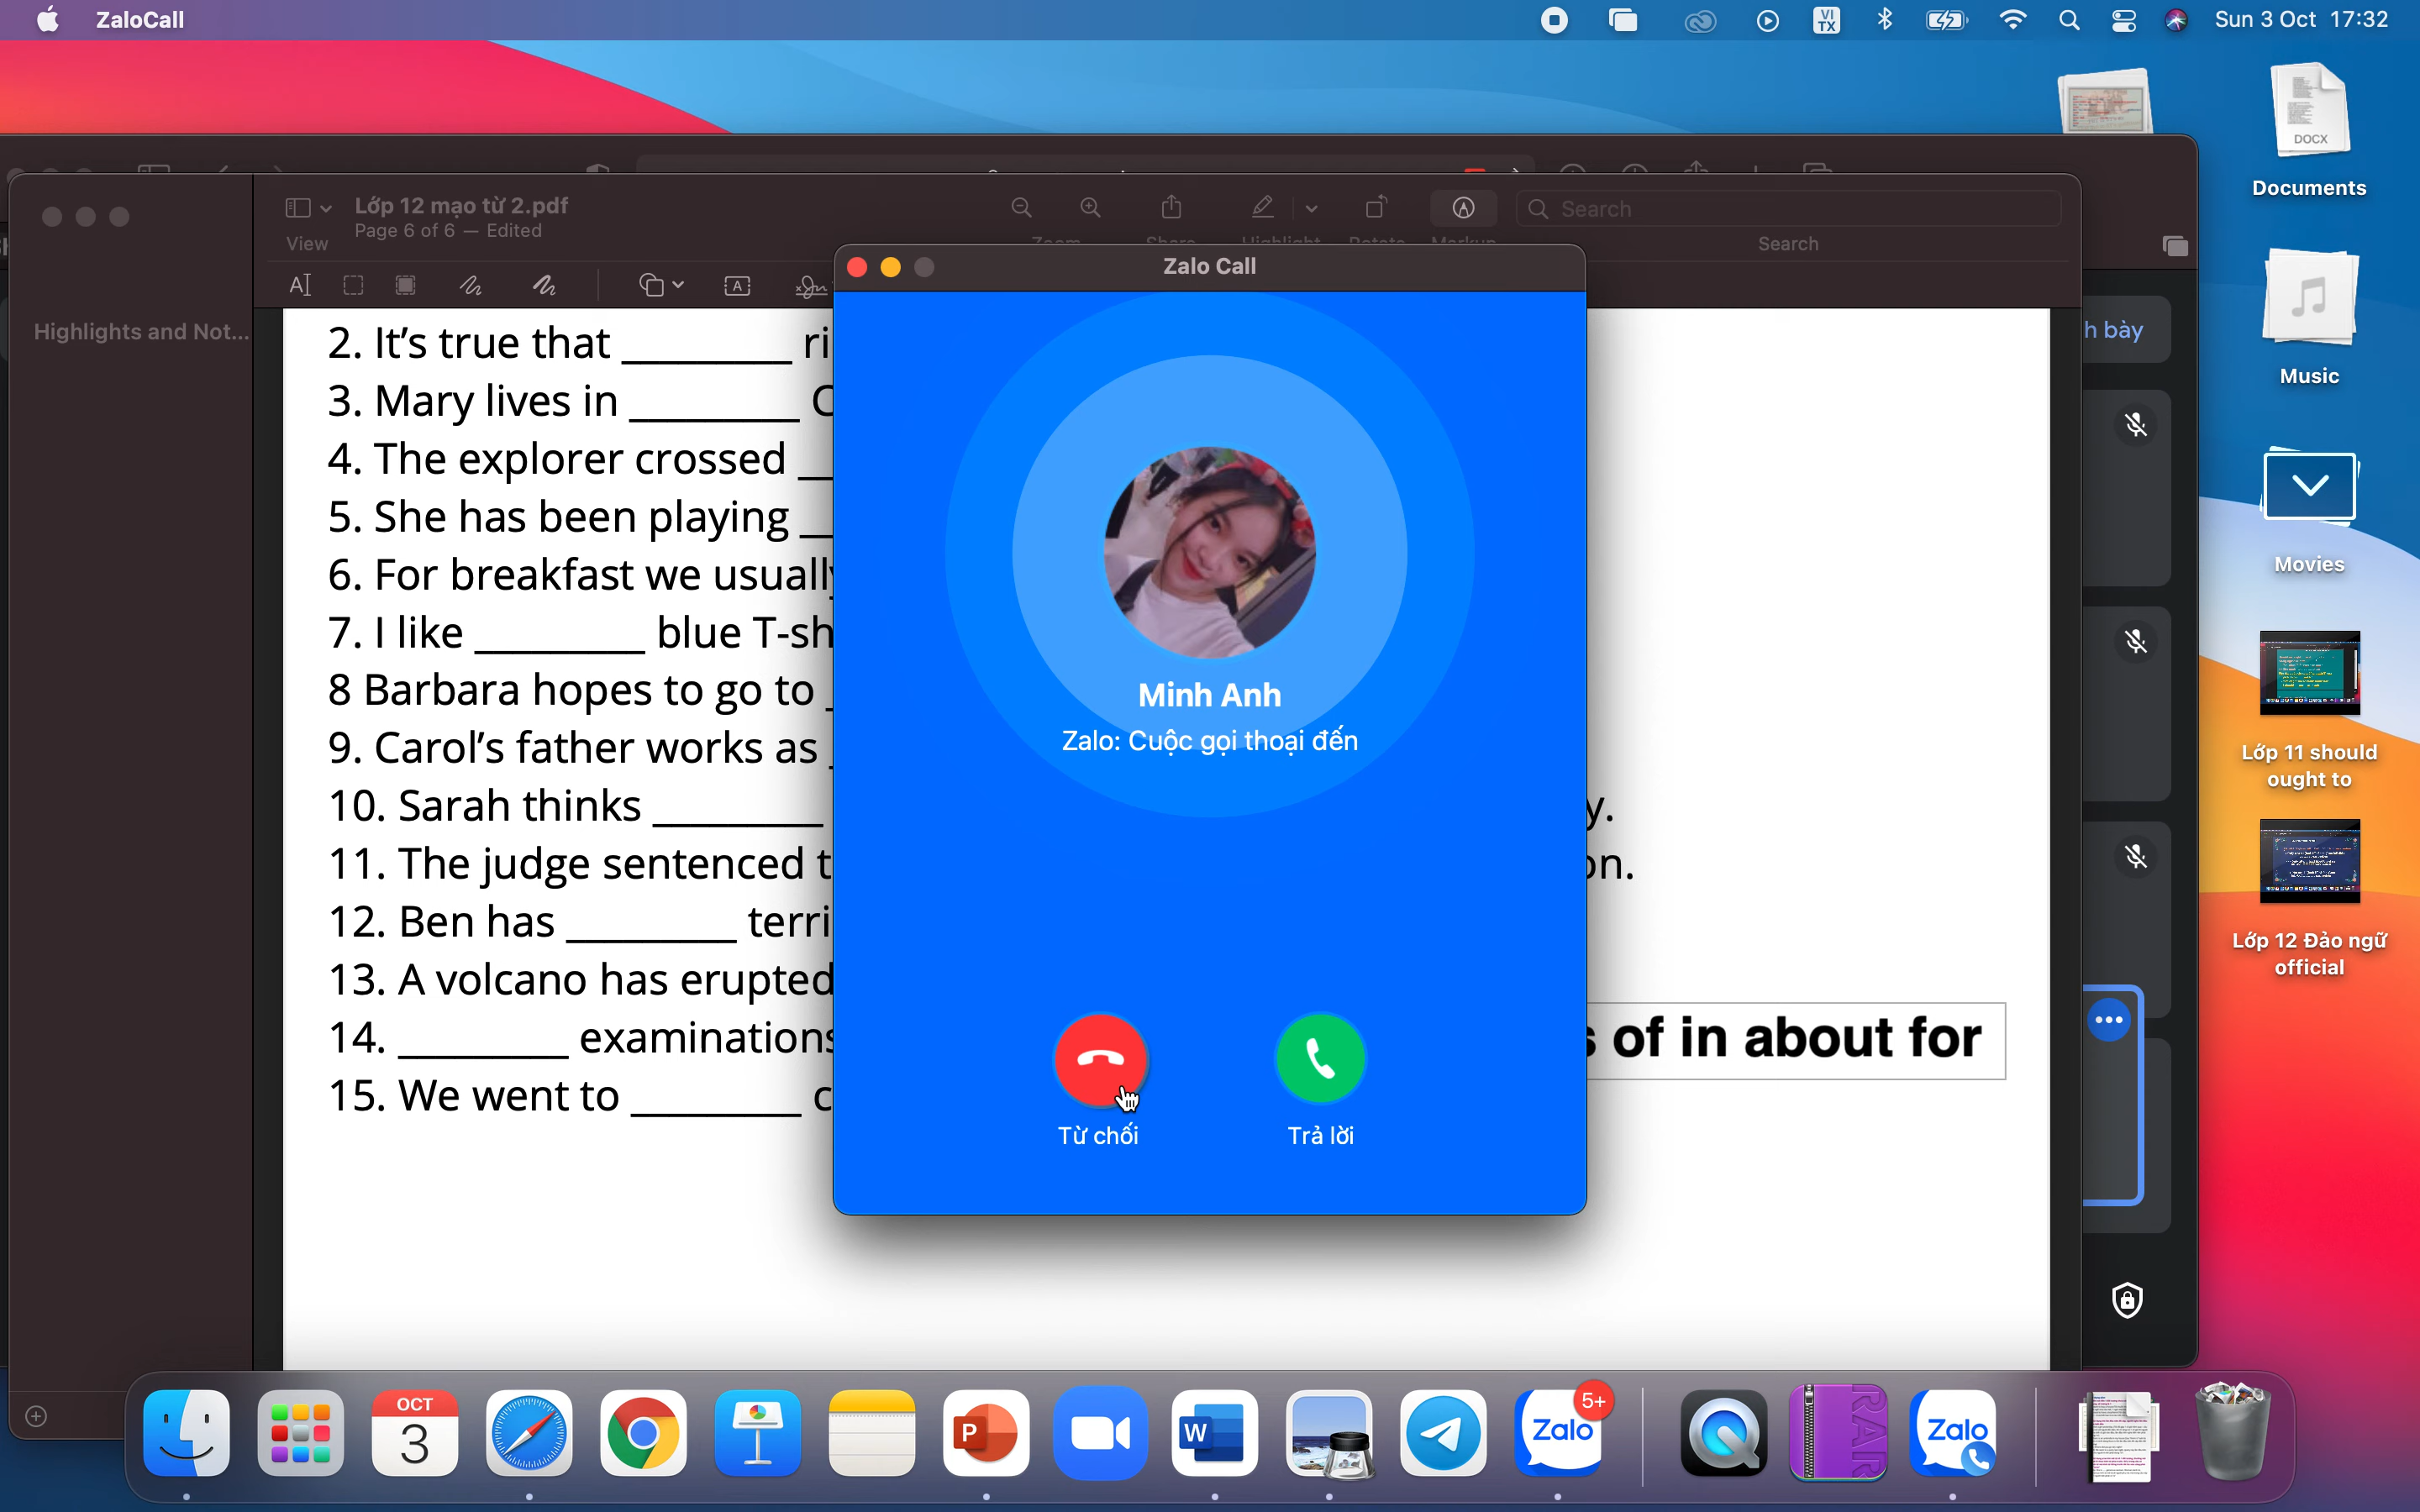 ZaloCall
VI
TX
Sun 3 Oct 17:32
DOCX
Documents
Lớp 12 mạo từ 2.pdf
Page 6 of 6 — Edited
View
Search
Search
Zalo Call
Highlights and Not...
h bày
Music
2. It's true that ________ ri
3. Mary lives in ________ C
4. The explorer crossed
5. She has been playing
6. For breakfast we usually
7. I like ________ blue T-sh
8 Barbara hopes to go to
9. Carol's father works as
10. Sarah thinks ________ y.
11. The judge sentenced t on.
12. Ben has ________ terri
13. A volcano has erupted
14. ________ examinations
15. We went to ________ c
of in about for
Minh Anh
Zalo: Cuộc gọi thoại đến
Từ chối
Trả lời
Movies
Lớp 11 should
ought to
Lớp 12 Đảo ngữ
official
OCT
3
P
W
Zalo
5+
RAR
Zalo